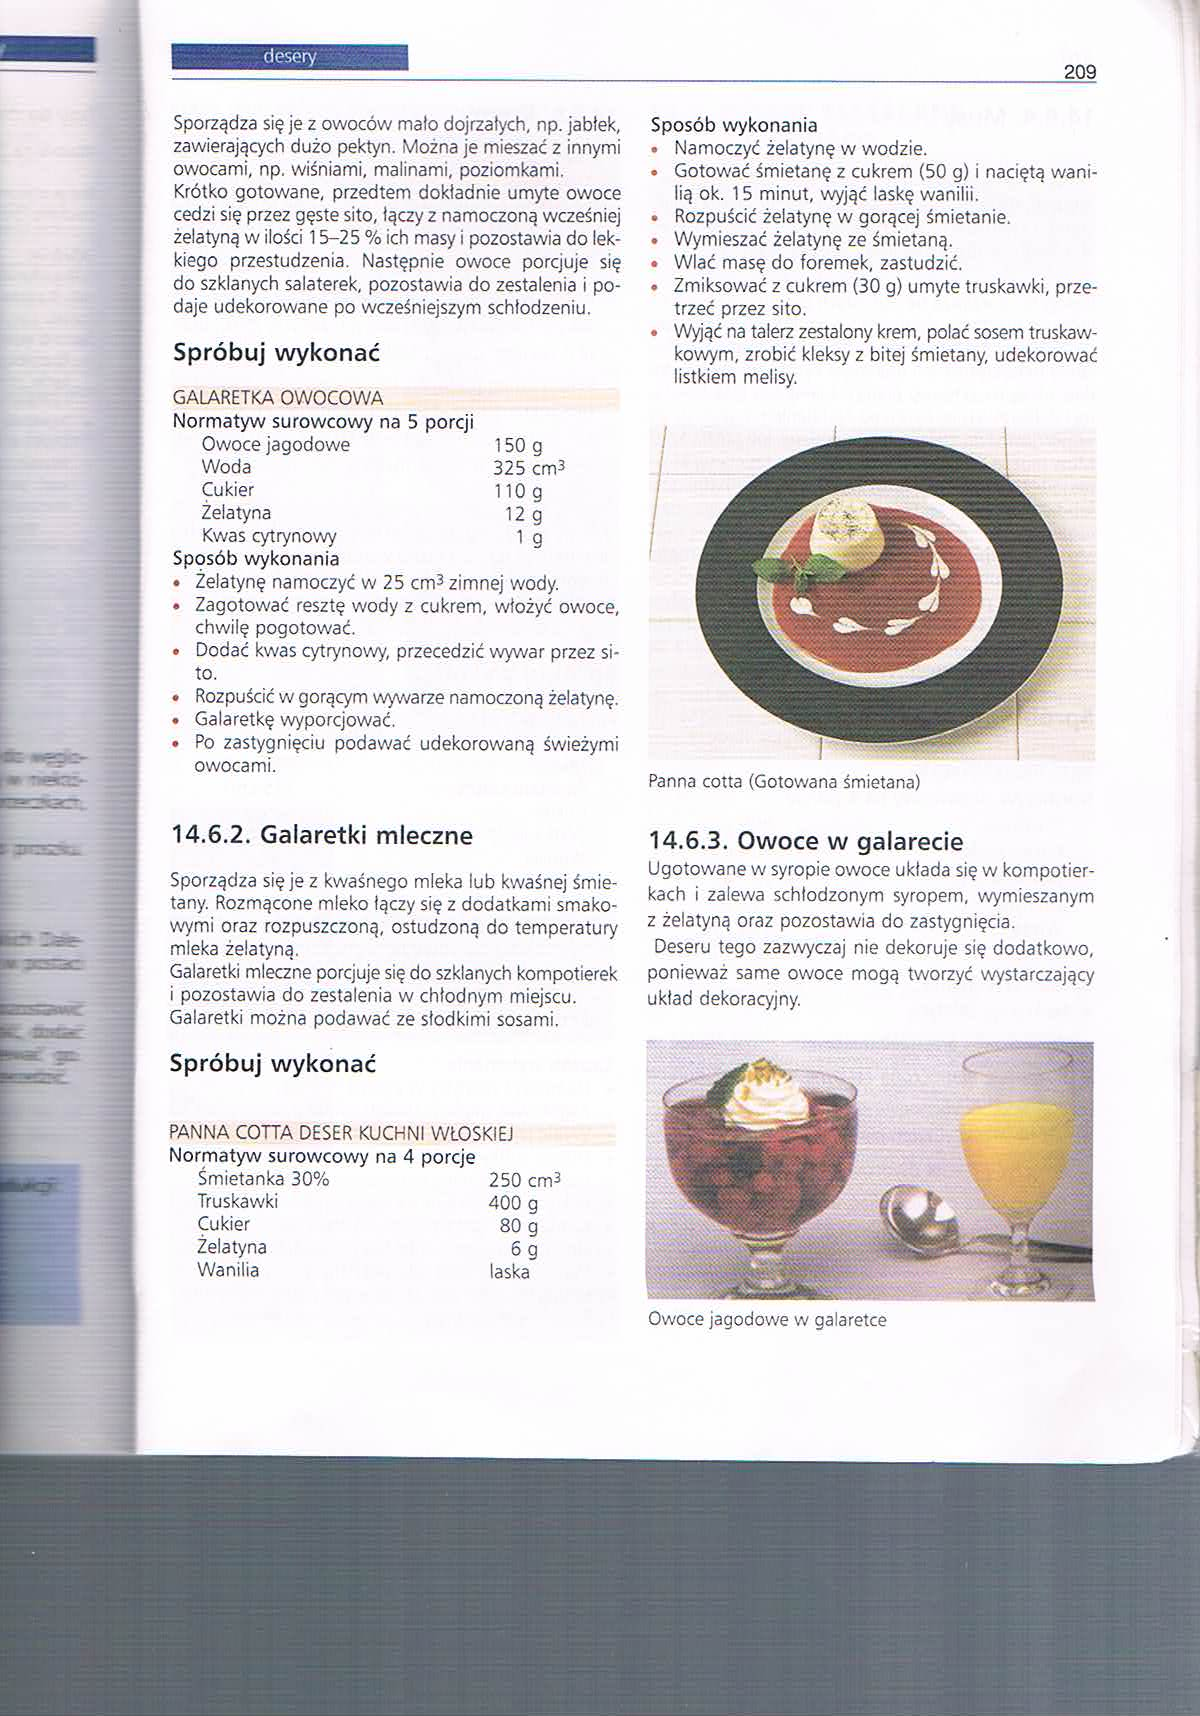 desery
209
Sporządza się je z owoców mało dojrzałych, np. jabłek,
zawierających dużo pektyn. Można je mieszać z innymi
owocami, np. wiśniami, malinami, poziomkami.
Krótko gotowane, przedtem dokładnie umyte owoce
cedzi się przez gęste sito, łączy z namoczoną wcześniej
żelatyną w ilości 15–25 % ich masy i pozostawia do lek-
kiego przestudzenia. Następnie owoce porcjuje się
do szklanych salaterek, pozostawia do zestalenia i po-
daje udekorowane po wcześniejszym schłodzeniu.
Spróbuj wykonać
GALARETKA OWOCOWA
Normatyw surowcowy na 5 porcji
Owoce jagodowe 150 g
Woda 325 cm³
Cukier 110 g
Żelatyna 12 g
Kwas cytrynowy 1 g
Sposób wykonania
• Żelatynę namoczyć w 25 cm³ zimnej wody.
• Zagotować resztę wody z cukrem, włożyć owoce,
chwilę pogotować.
• Dodać kwas cytrynowy, przecedzić wywar przez si-
to.
• Rozpuścić w gorącym wywarze namoczoną żelatynę.
• Galaretkę wyporcjować.
• Po zastygnięciu podawać udekorowaną świeżymi
owocami.
14.6.2. Galaretki mleczne
Sporządza się je z kwaśnego mleka lub kwaśnej śmie-
tany. Rozmącone mleko łączy się z dodatkami smako-
wymi oraz rozpuszczoną, ostudzoną do temperatury
mleka żelatyną.
Galaretki mleczne porcjuje się do szklanych kompotierek
i pozostawia do zestalenia w chłodnym miejscu.
Galaretki można podawać ze słodkimi sosami.
Spróbuj wykonać
PANNA COTTA DESER KUCHNI WŁOSKIEJ
Normatyw surowcowy na 4 porcje
Śmietanka 30% 250 cm³
Truskawki 400 g
Cukier 80 g
Żelatyna 6 g
Wanilia laska
Sposób wykonania
• Namoczyć żelatynę w wodzie.
• Gotować śmietanę z cukrem (50 g) i naciętą wani-
lią ok. 15 minut, wyjąć laskę wanilii.
• Rozpuścić żelatynę w gorącej śmietanie.
• Wymieszać żelatynę ze śmietaną.
• Wlać masę do foremek, zastudzić.
• Zmiksować z cukrem (30 g) umyte truskawki, prze-
trzeć przez sito.
• Wyjąć na talerz zestalony krem, polać sosem truskaw-
kowym, zrobić kleksy z bitej śmietany, udekorować
listkiem melisy.
Panna cotta (Gotowana śmietana)
14.6.3. Owoce w galarecie
Ugotowane w syropie owoce układa się w kompotier-
kach i zalewa schłodzonym syropem, wymieszanym
z żelatyną oraz pozostawia do zastygnięcia.
Deseru tego zazwyczaj nie dekoruje się dodatkowo,
ponieważ same owoce mogą tworzyć wystarczający
układ dekoracyjny.
Owoce jagodowe w galaretce